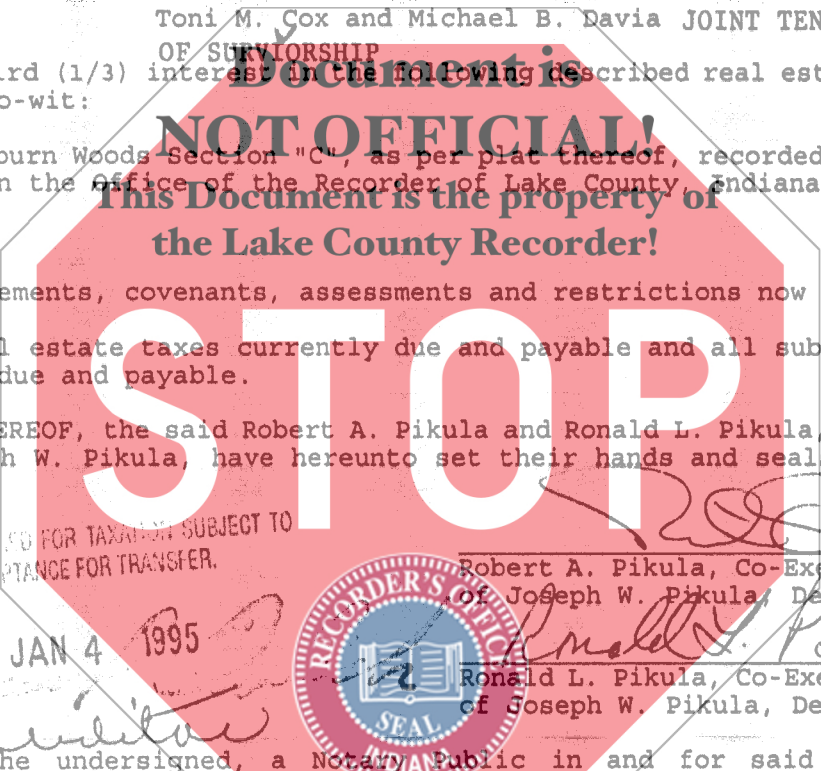 Toni M. Cox and Michael B. Davia JOINT TEN
OF SURVIORSHIP
ird (1/3) interest in the following described real est
o-wit:
Document is
NOT OFFICIAL!
This Document is the property of
the Lake County Recorder!
ourn Woods Section "C", as per plat thereof, recorded
n the Office of the Recorder of Lake County, Indiana
ements, covenants, assessments and restrictions now
STOP
l estate taxes currently due and payable and all sub
due and payable.
EREOF, the said Robert A. Pikula and Ronald L. Pikula,
h W. Pikula, have hereunto set their hands and seal
FOR TAXATION SUBJECT TO
PTANCE FOR TRANSFER.
JAN 4 1995
Robert A. Pikula, Co-Exe
of Joseph W. Pikula, De
Ronald L. P
Ronald L. Pikula, Co-Exe
of Joseph W. Pikula, De
RECORDER'S OFFICE
SEAL
INDIANA
he undersigned, a Notary Public in and for said